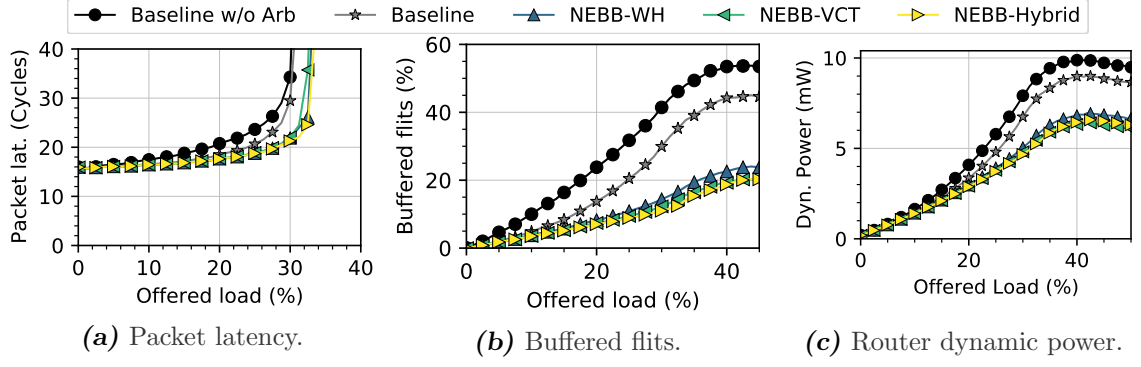 Baseline w/o Arb Baseline NEBB-WH NEBB-VCT NEBB-Hybrid
Packet lat. (Cycles)
40
30
20
10
0
0 10 20 30 40
Offered load (%)
(a) Packet latency.
Buffered flits (%)
60
40
20
0
0 20 40
Offered load (%)
(b) Buffered flits.
Dyn. Power (mW)
10
5
0
0 20 40
Offered Load (%)
(c) Router dynamic power.